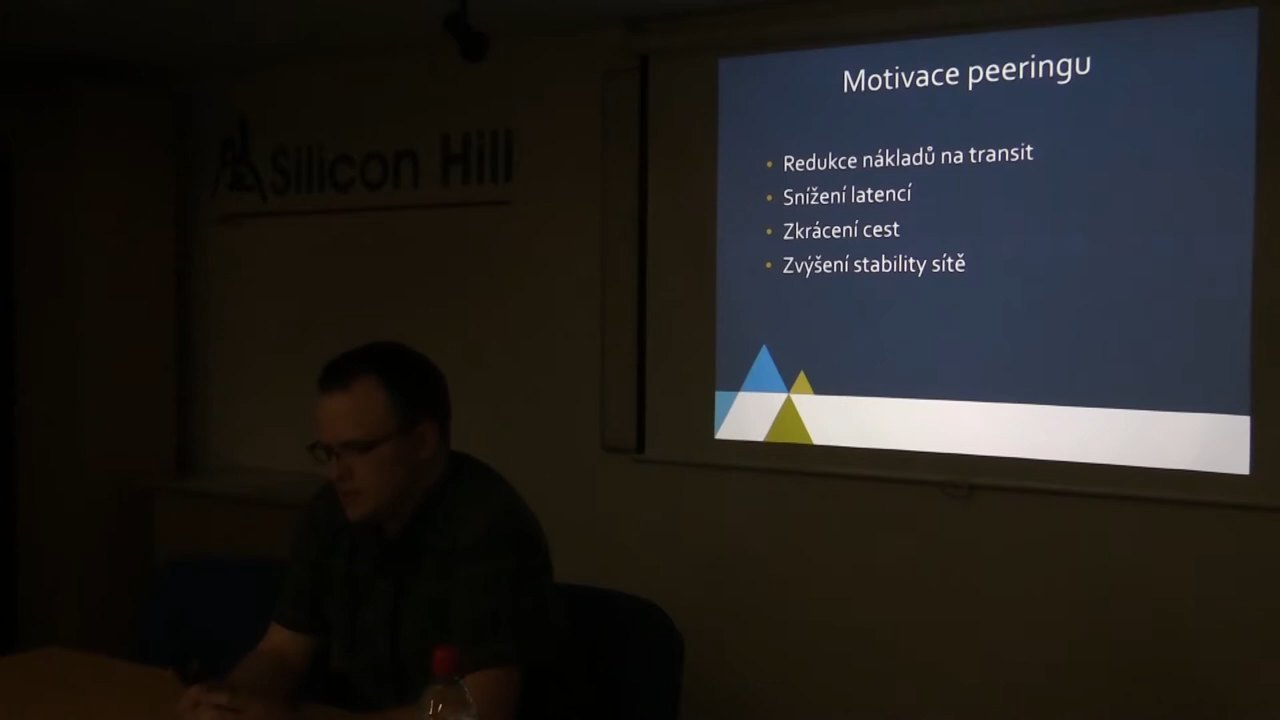 Silicon Hill
Motivace peeringu
• Redukce nákladů na transit
• Snížení latencí
• Zkrácení cest
• Zvýšení stability sítě